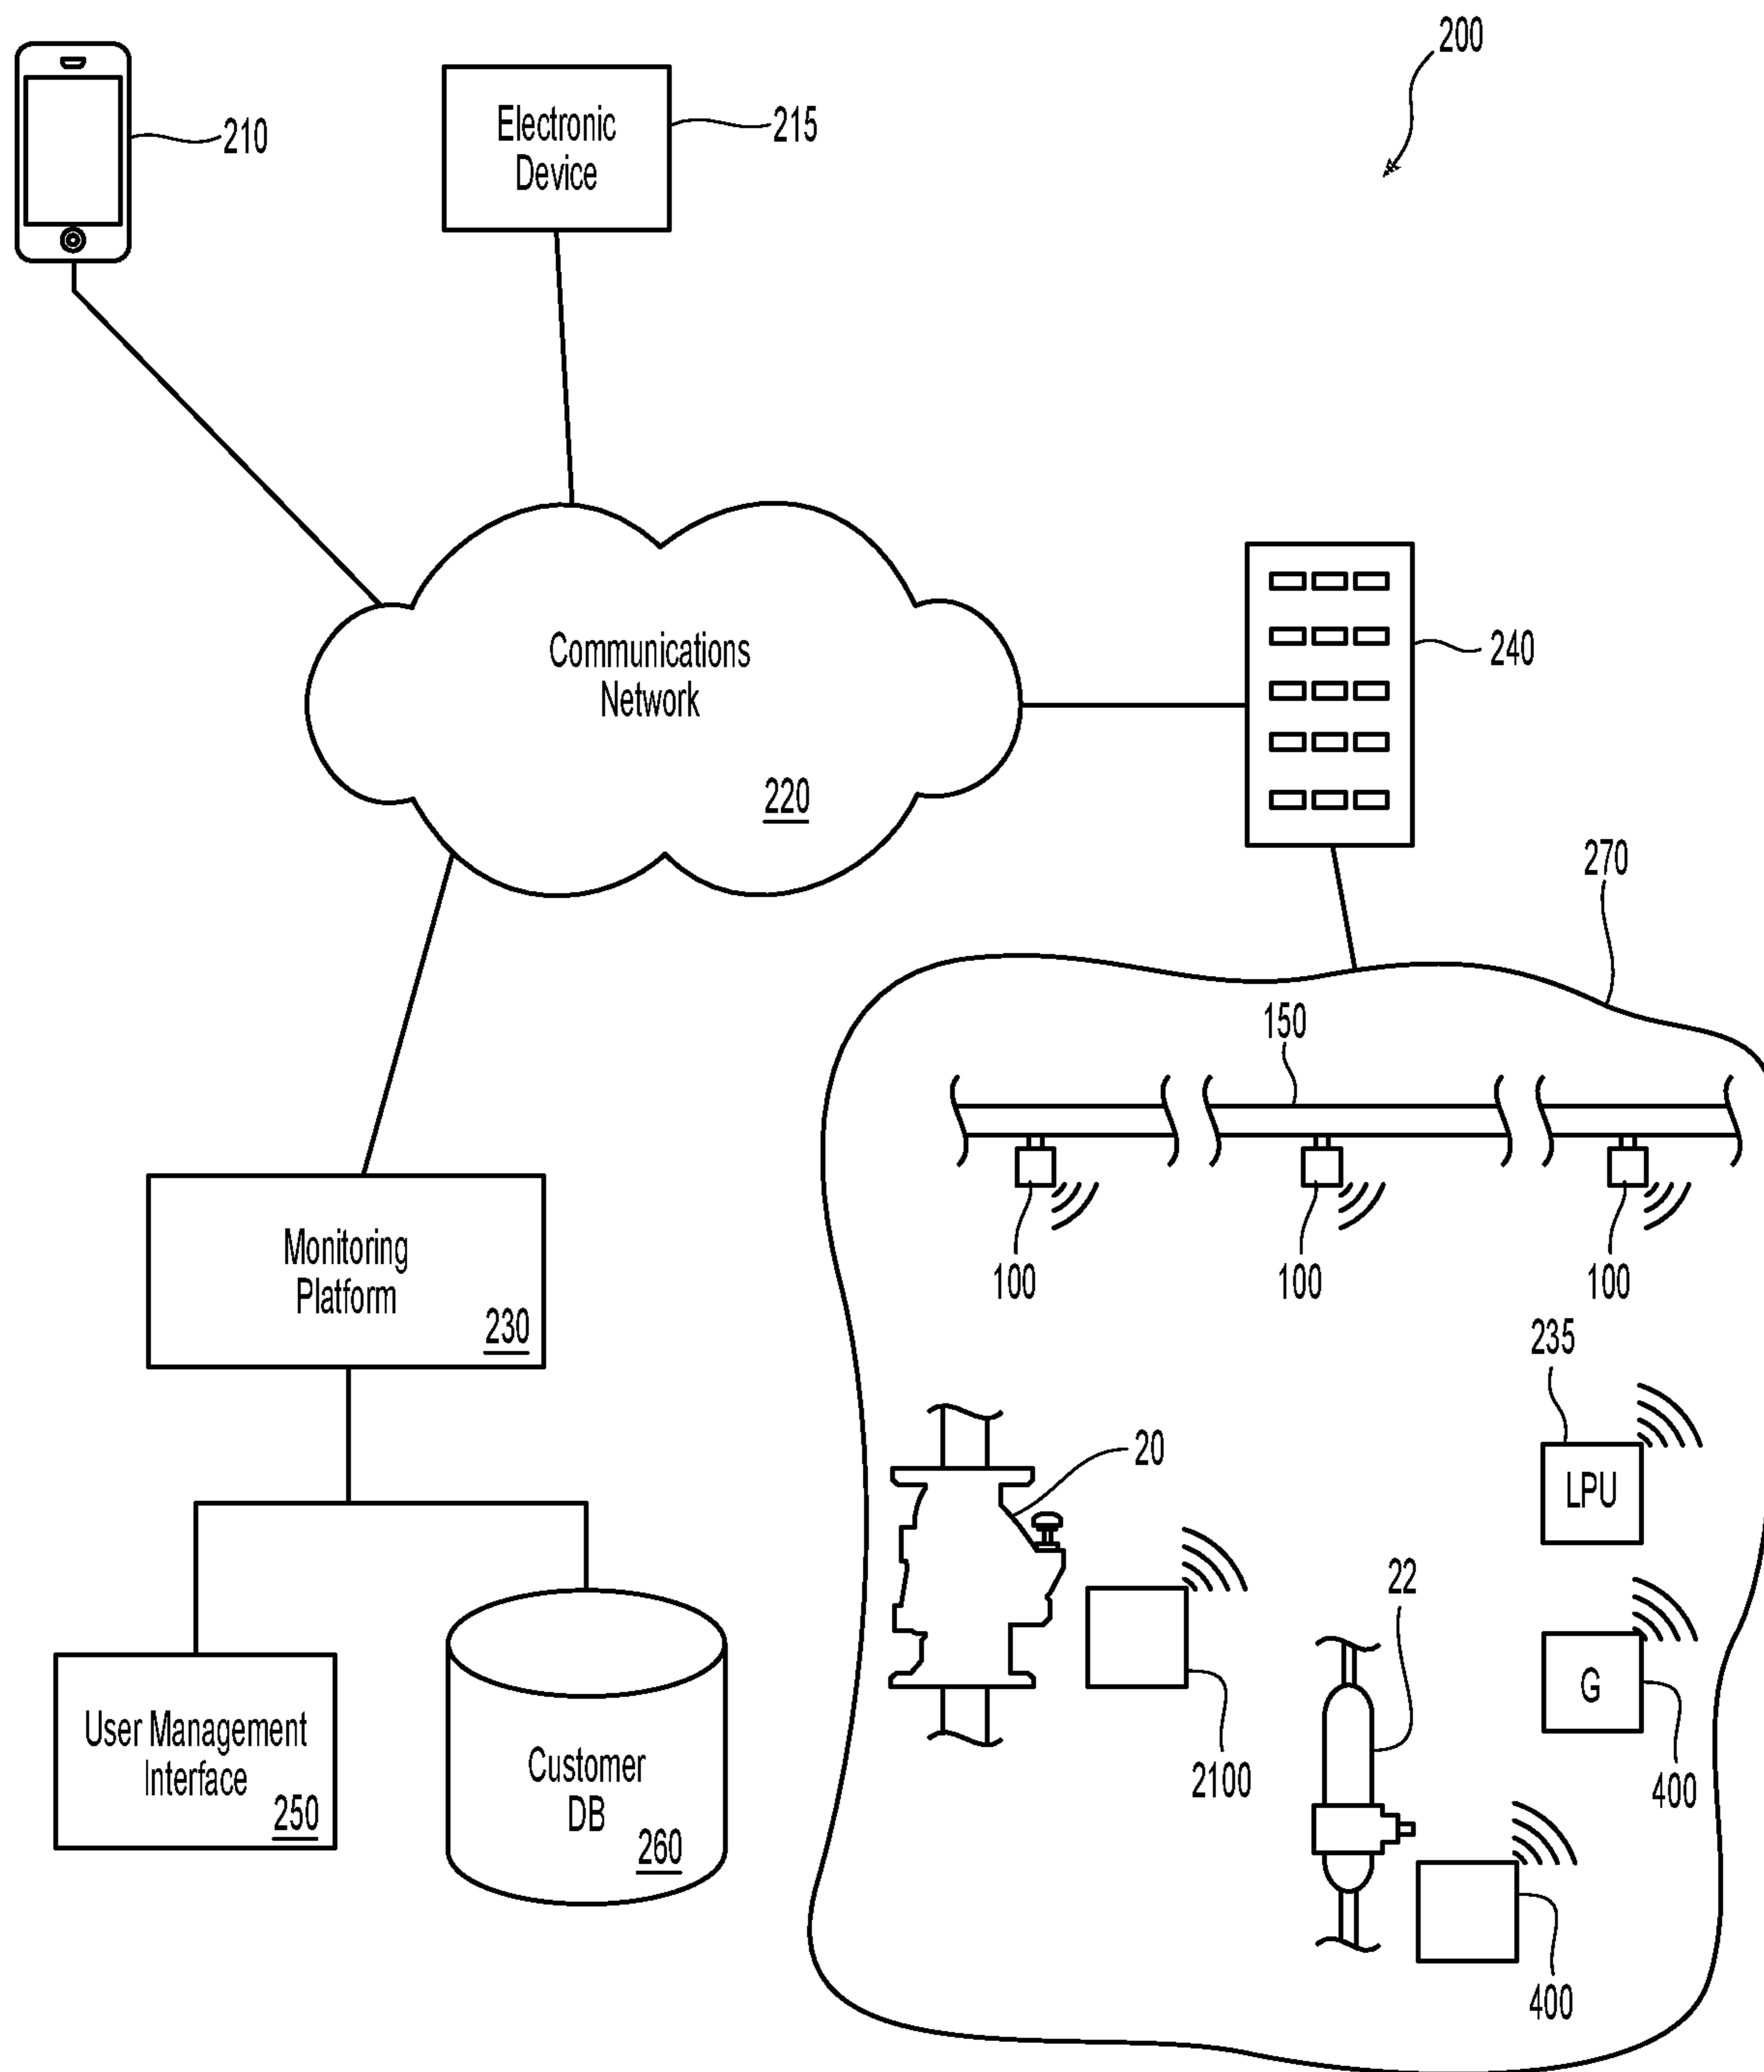 200
210
Electronic
Device
215
Communications
Network
220
240
270
150
100
100
100
Monitoring
Platform
230
235
LPU
20
22
G
400
2100
User Management
Interface
250
Customer
DB
260
400